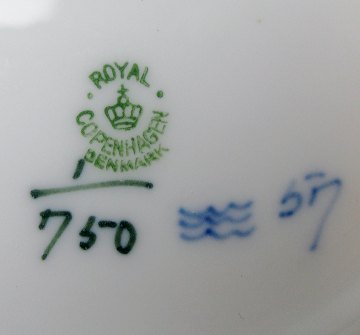 ROYAL
COPENHAGEN
DENMARK
1
750
57